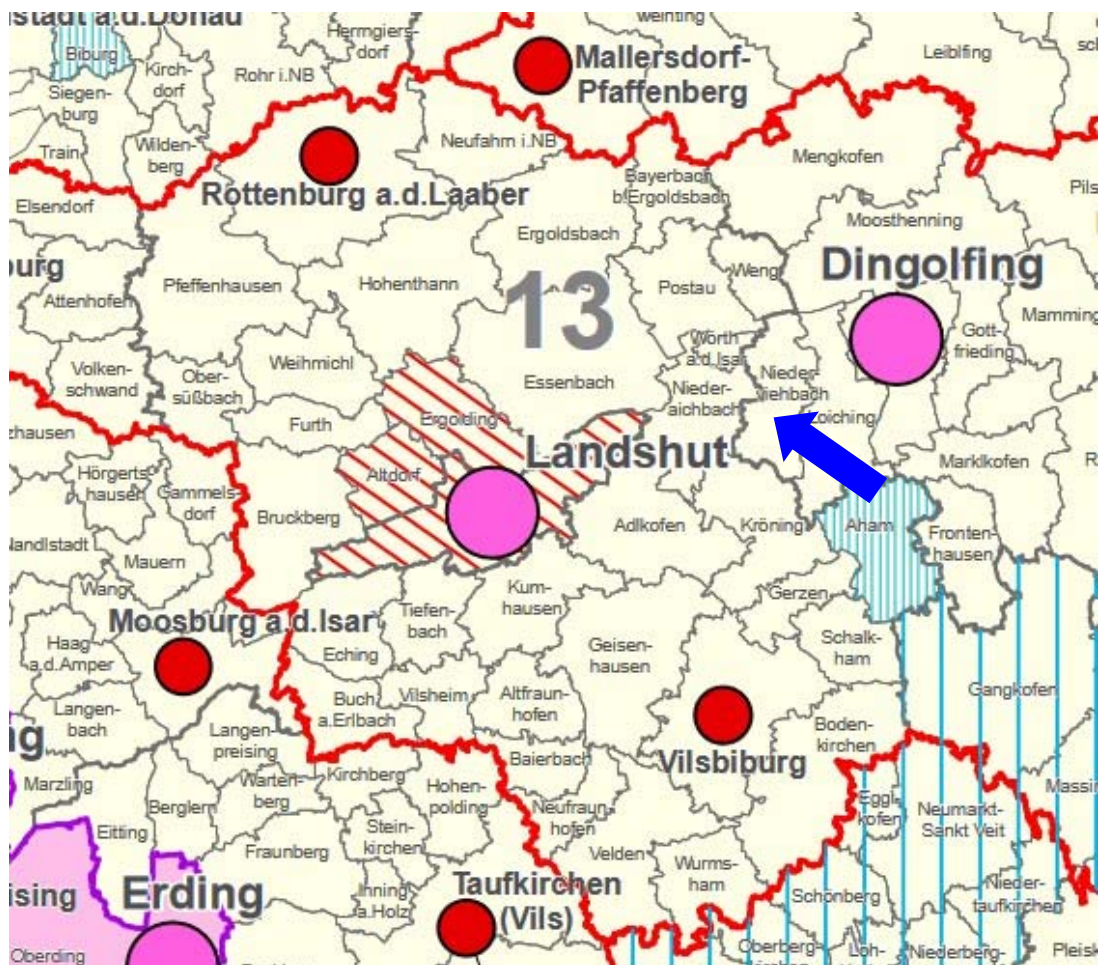 stadt a.d.Donau
Biburg
Siegen-
burg
Kirch-
dorf
Rohr i.NB
Herrngiers-
dorf
Mallersdorf-
Pfaffenberg
Leiblfing
Train
Wilden-
berg
Neufahrn i.NB
Mengkofen
Elsendorf
Rottenburg a.d.Laaber
Bayerbach
b.Ergoldsbach
Moosthenning
Ergoldsbach
burg
Attenhofen
Pfeffenhausen
Hohenthann
13
Postau
Weng
Dingolfing
Mamming
Gott-
frieding
Volken-
schwand
Ober-
süßbach
Weihmichl
Essenbach
Wörth
a.d.Isar
Nieder-
aichbach
Nieder-
viehbach
Loiching
Furth
Ergolding
Landshut
Marklkofen
Hörgerts
hausen
Gammels-
dorf
Altdorf
Bruckberg
Adlkofen
Kröning
Aham
Fronten-
hausen
Nandlstadt
Mauern
Wang
Kum-
hausen
Gerzen
Moosburg a.d.Isar
Tiefen-
bach
Geisen-
hausen
Schalk-
ham
Haag
a.d.Amper
Eching
Gangkofen
Langen-
bach
Buch
a.Erlbach
Vilsheim
Altfraun-
hofen
Boden-
kirchen
Langen-
preising
Vilsbiburg
Marzling
Berglern
Warten-
berg
Kirchberg
Hohen-
polding
Baierbach
Neufraun
hofen
Eggl
kofen
Neumarkt-
Sankt Veit
Eitting
Fraunberg
Stein-
kirchen
Velden
Wurms-
ham
Schönberg
Nieder-
taufkirchen
ising
Erding
Inning
a.Holz
Taufkirchen
(Vils)
Oberding
Oberberg-
Loh-
Niederberg-
Pleisk